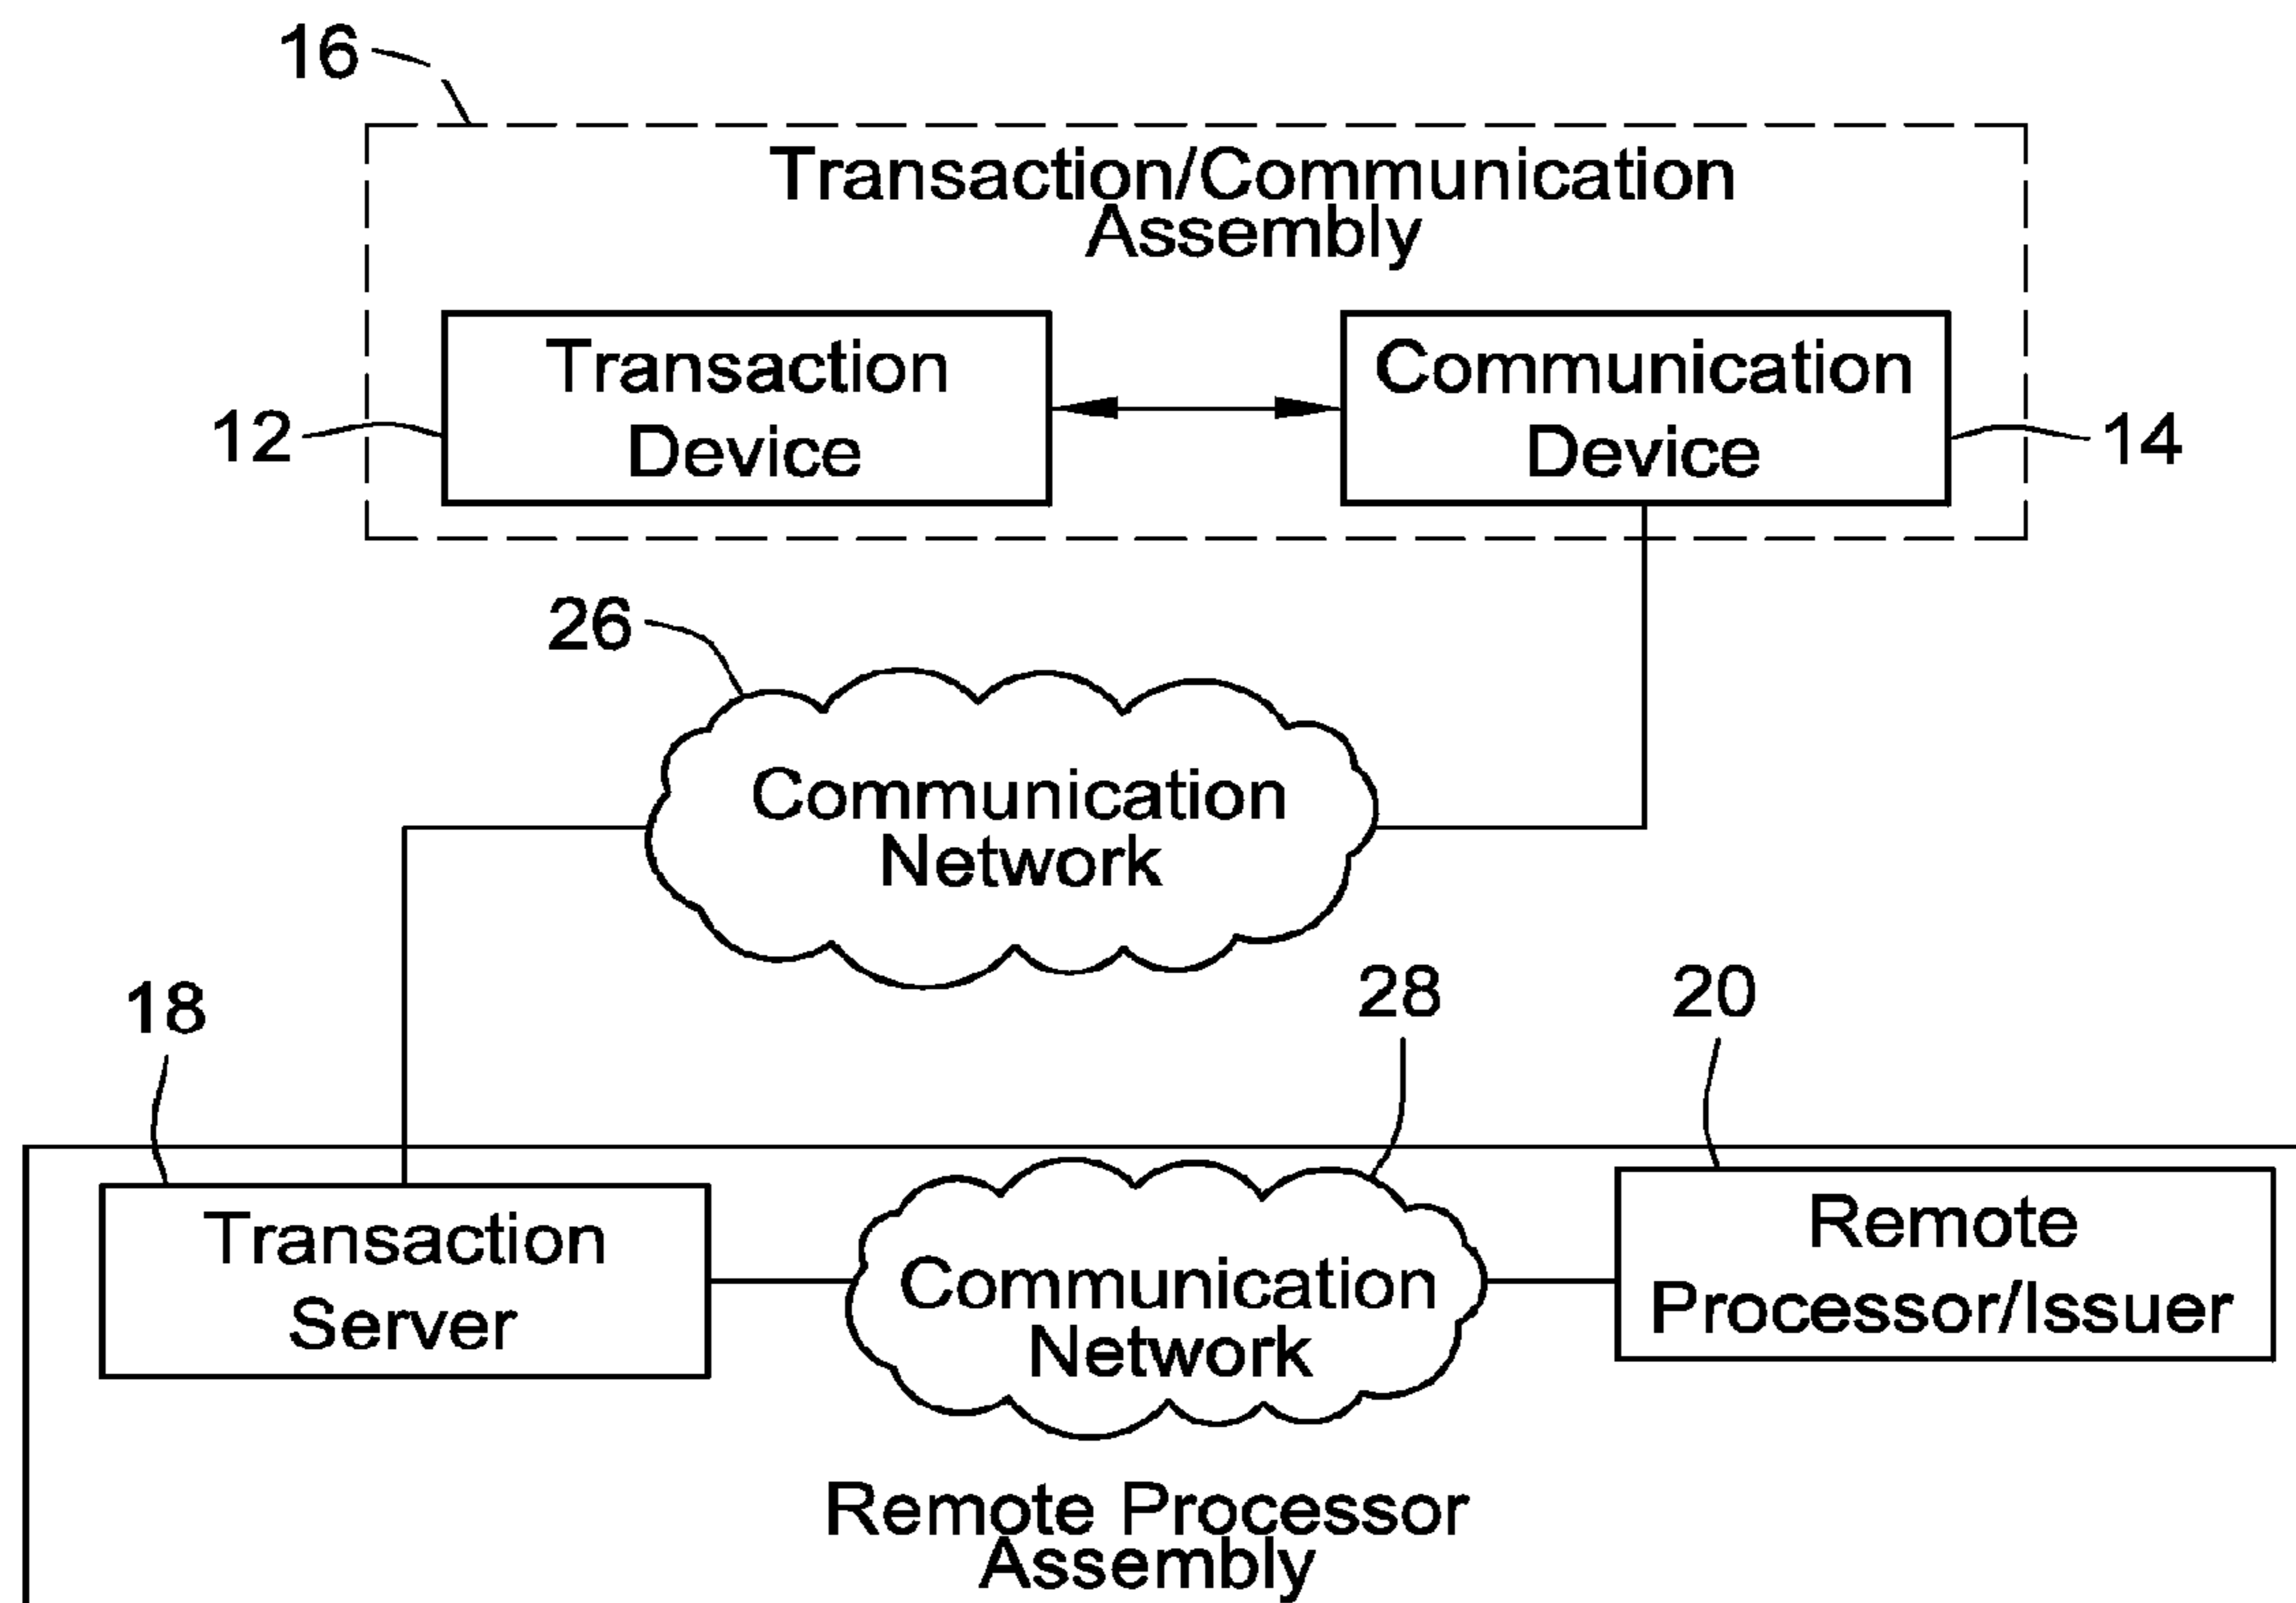 16
Transaction/Communication
Assembly
Transaction
Device
Communication
Device
12
14
26
Communication
Network
18
28
20
Transaction
Server
Communication
Network
Remote
Processor/Issuer
Remote Processor
Assembly